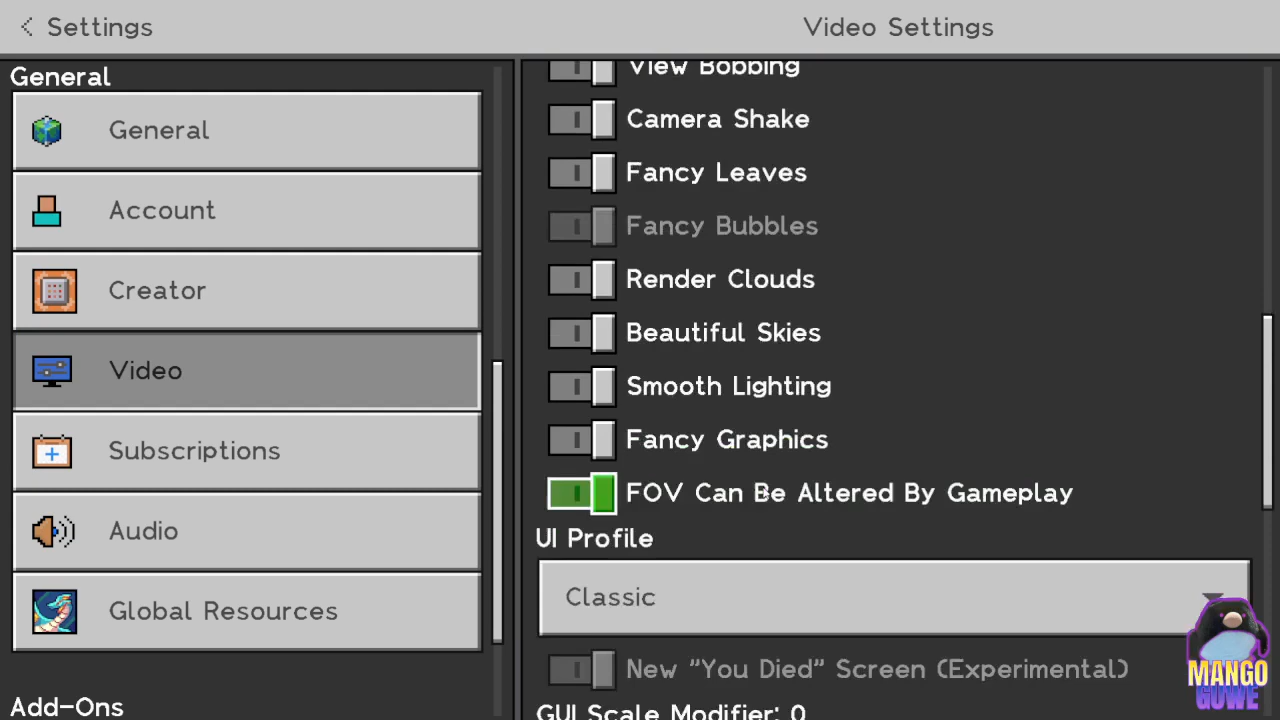 Settings
Video Settings
General
General
Account
Creator
Video
Subscriptions
Audio
Global Resources
Add-Ons
View Bobbing
Camera Shake
Fancy Leaves
Fancy Bubbles
Render Clouds
Beautiful Skies
Smooth Lighting
Fancy Graphics
FOV Can Be Altered By Gameplay
UI Profile
Classic
New "You Died" Screen (Experimental)
GUI Scale Modifier: 0
MANGO
GUWE